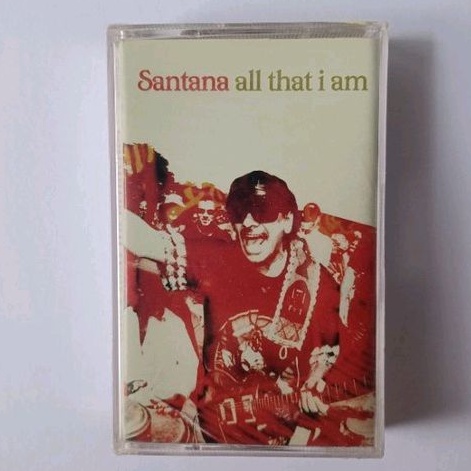 Santana all that i am